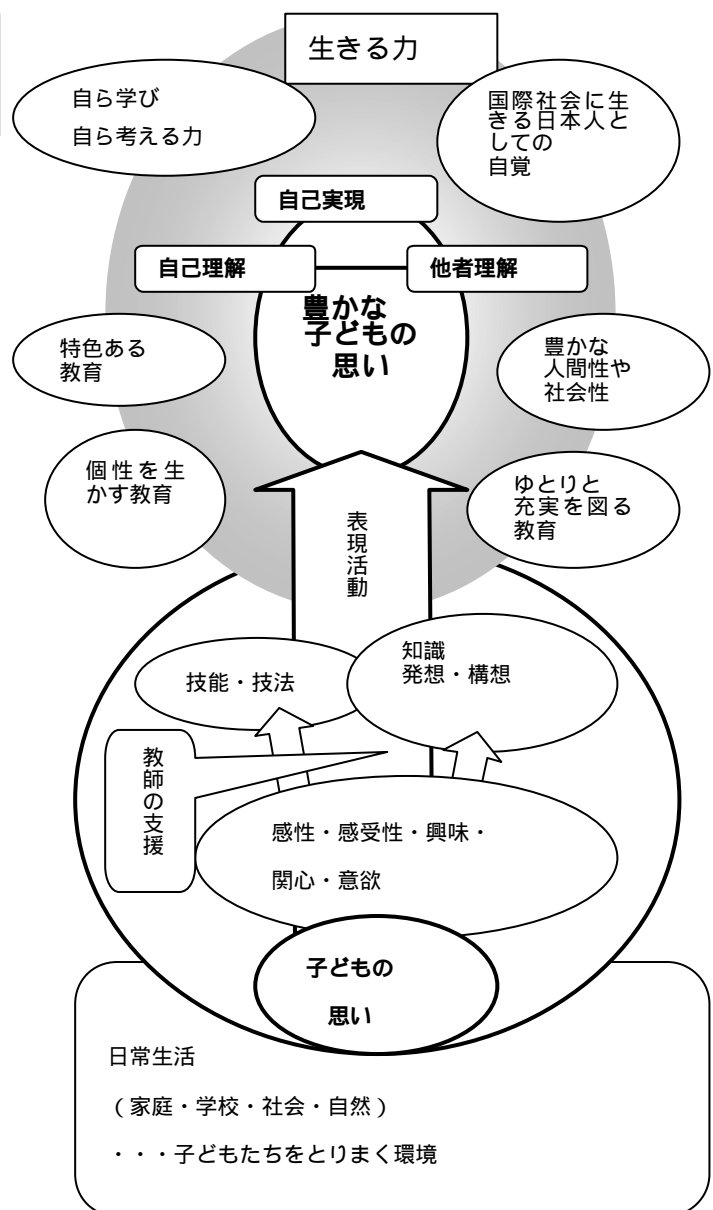 生きる力
自ら学び
自ら考える力
国際社会に生
きる日本人と
しての
自覚
自己実現
自己理解
他者理解
豊かな
子どもの
思い
特色ある
教育
豊かな
人間性や
社会性
個性を生
かす教育
ゆとりと
充実を図る
教育
表現活動
技能・技法
知識
発想・構想
教師の支援
感性・感受性・興味・
関心・意欲
子どもの
思い
日常生活
（家庭・学校・社会・自然）
・・・子どもたちをとりまく環境